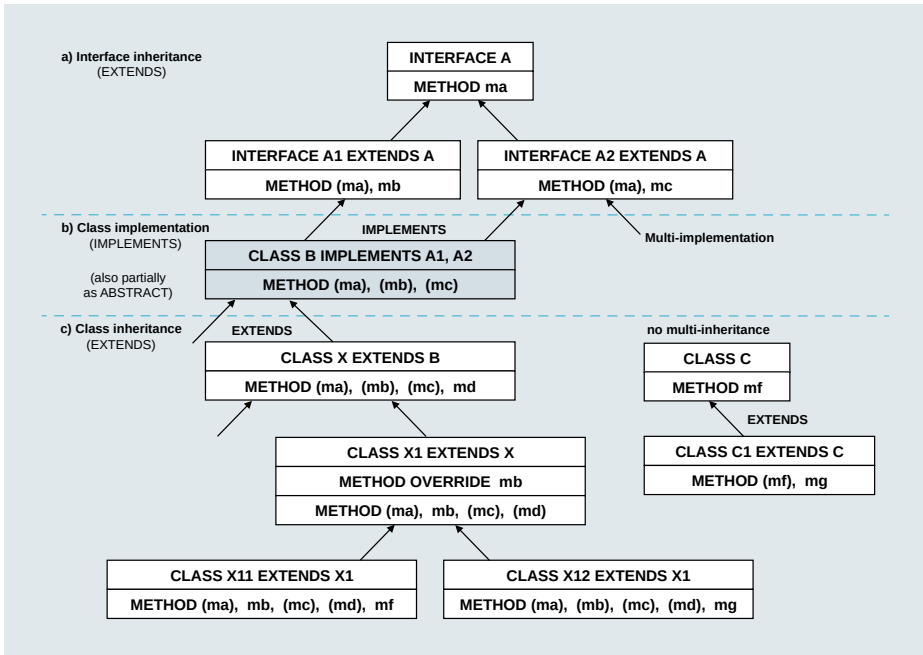 a) Interface inheritance
(EXTENDS)
INTERFACE A
METHOD ma
INTERFACE A1 EXTENDS A
METHOD (ma), mb
INTERFACE A2 EXTENDS A
METHOD (ma), mc
b) Class implementation
(IMPLEMENTS)
(also partially
as ABSTRACT)
IMPLEMENTS
Multi-implementation
CLASS B IMPLEMENTS A1, A2
METHOD (ma), (mb), (mc)
c) Class inheritance
(EXTENDS)
EXTENDS
no multi-inheritance
CLASS X EXTENDS B
METHOD (ma), (mb), (mc), md
CLASS C
METHOD mf
EXTENDS
CLASS C1 EXTENDS C
METHOD (mf), mg
CLASS X1 EXTENDS X
METHOD OVERRIDE mb
METHOD (ma), mb, (mc), (md)
CLASS X11 EXTENDS X1
METHOD (ma), mb, (mc), (md), mf
CLASS X12 EXTENDS X1
METHOD (ma), (mb), (mc), (md), mg